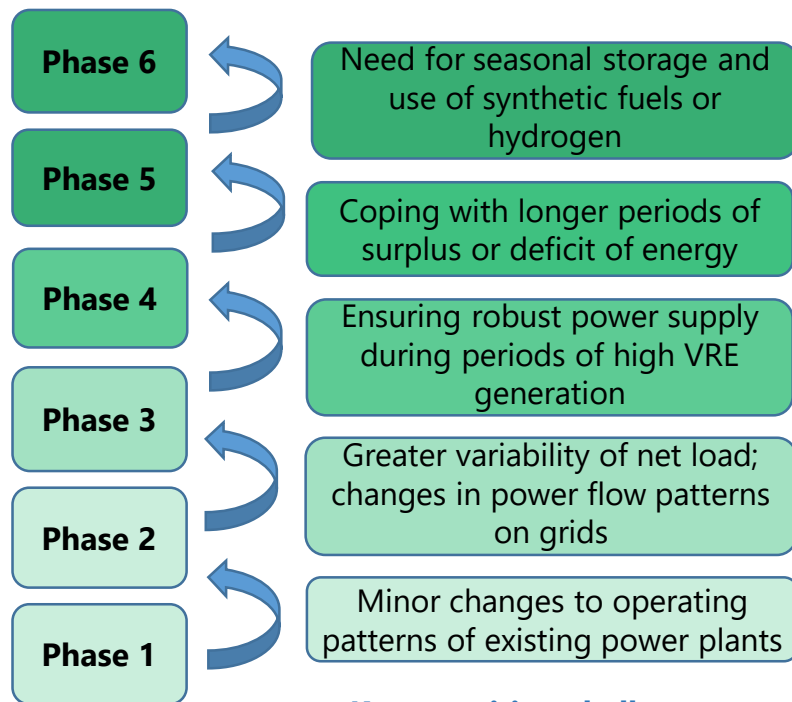 Phase 6
Need for seasonal storage and
use of synthetic fuels or
hydrogen
Phase 5
Coping with longer periods of
surplus or deficit of energy
Phase 4
Ensuring robust power supply
during periods of high VRE
generation
Phase 3
Greater variability of net load;
changes in power flow patterns
on grids
Phase 2
Minor changes to operating
patterns of existing power plants
Phase 1